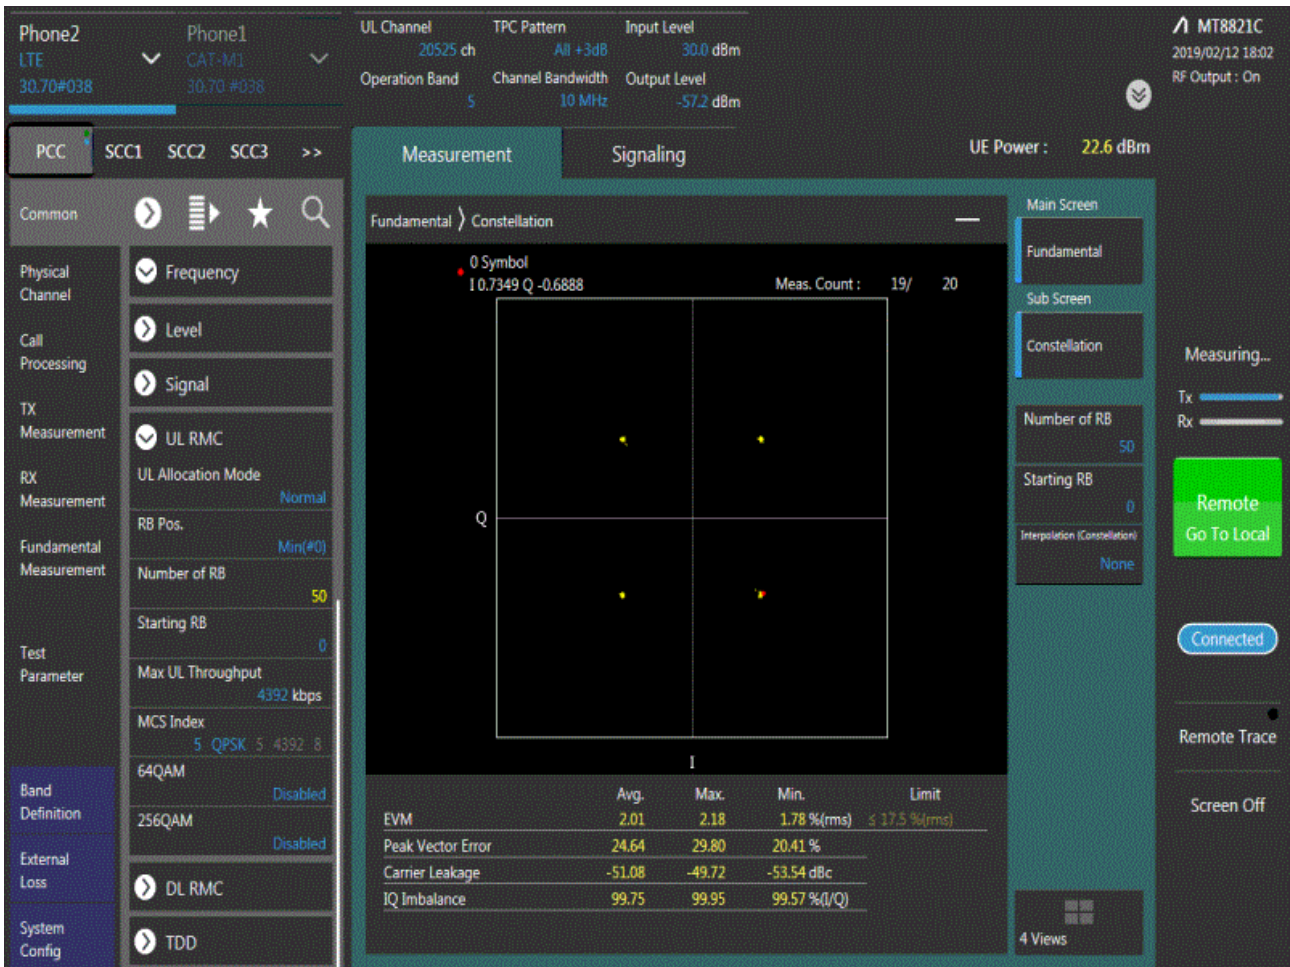 Phone2
LTE
30.70#038
Phone1
CAT-M1
30.70 #038
UL Channel
20525 ch
TPC Pattern
All +3dB
Input Level
30.0 dBm
Operation Band
5
Channel Bandwidth
10 MHz
Output Level
-57.2 dBm
MT8821C
2019/02/12 18:02
RF Output : On
PCC SCC1 SCC2 SCC3 >>
Measurement
Signaling
UE Power : 22.6 dBm
Common
Physical
Channel
Call
Processing
TX
Measurement
RX
Measurement
Fundamental
Measurement
Test
Parameter
Band
Definition
External
Loss
System
Config
Frequency
Level
Signal
UL RMC
UL Allocation Mode
Normal
RB Pos.
Min(#0)
Number of RB
50
Starting RB
0
Max UL Throughput
4392 kbps
MCS Index
5 QPSK 5 4392 8
64QAM
Disabled
256QAM
Disabled
DL RMC
TDD
Fundamental 〉 Constellation
0 Symbol
I 0.7349 Q -0.6888
Meas. Count : 19/ 20
Q
I
Avg. Max. Min. Limit
EVM 2.01 2.18 1.78 %(rms) ≤ 17.5 %(rms)
Peak Vector Error 24.64 29.80 20.41 %
Carrier Leakage -51.08 -49.72 -53.54 dBc
IQ Imbalance 99.75 99.95 99.57 %(I/Q)
Main Screen
Fundamental
Sub Screen
Constellation
Number of RB
50
Starting RB
0
Interpolation (Constellation)
None
4 Views
Measuring...
Tx
Rx
Remote
Go To Local
Connected
Remote Trace
Screen Off